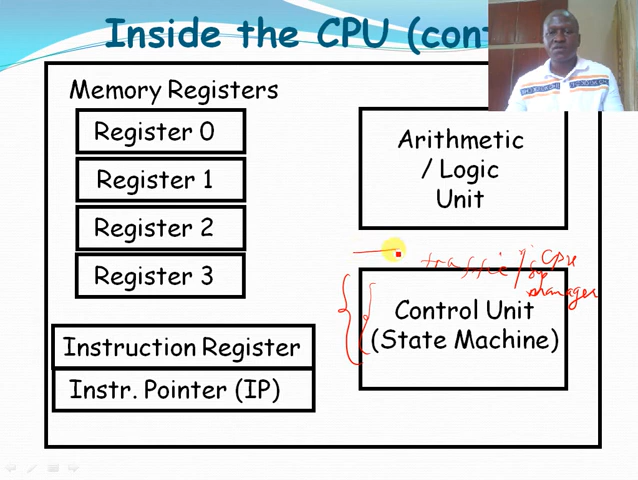 Inside the CPU (con
Memory Registers
Register 0
Register 1
Register 2
Register 3
Instruction Register
Instr. Pointer (IP)
Arithmetic
/ Logic
Unit
traffic / CPU
manager
Control Unit
(State Machine)